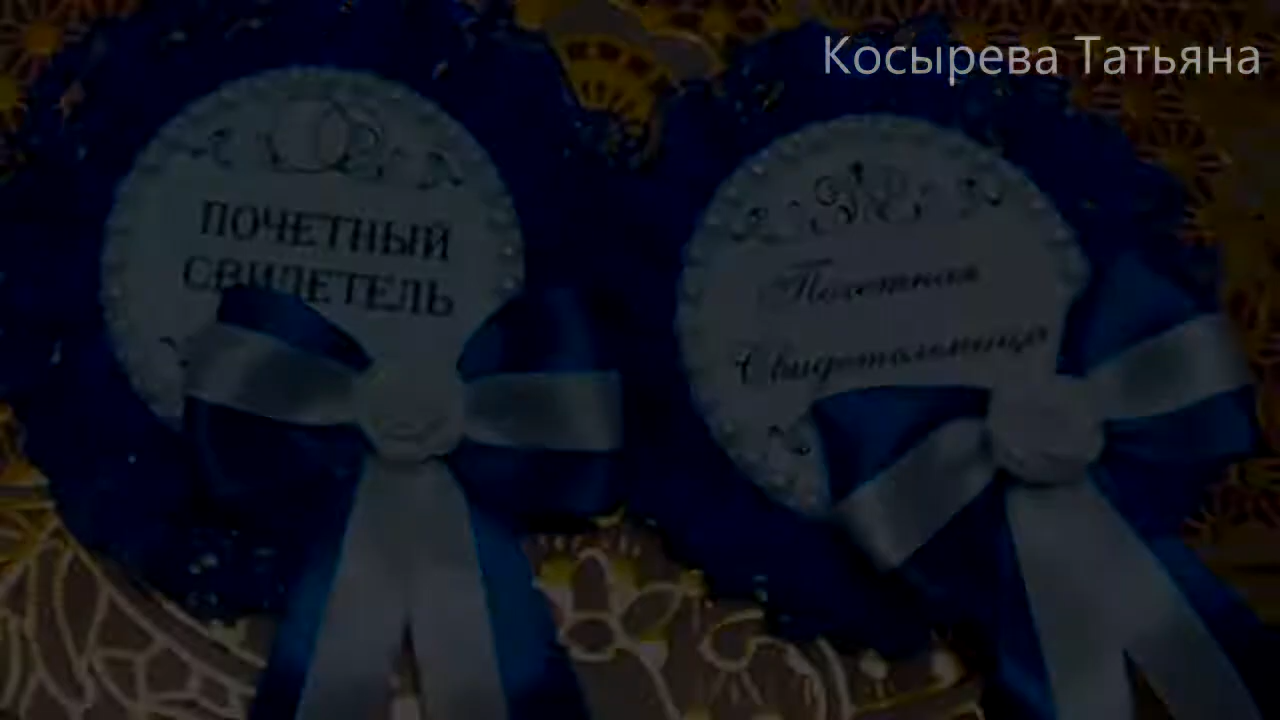 Косырева Татьяна
ПОЧЕТНЫЙ
СВИДЕТЕЛЬ
Почетная
Свидетельница